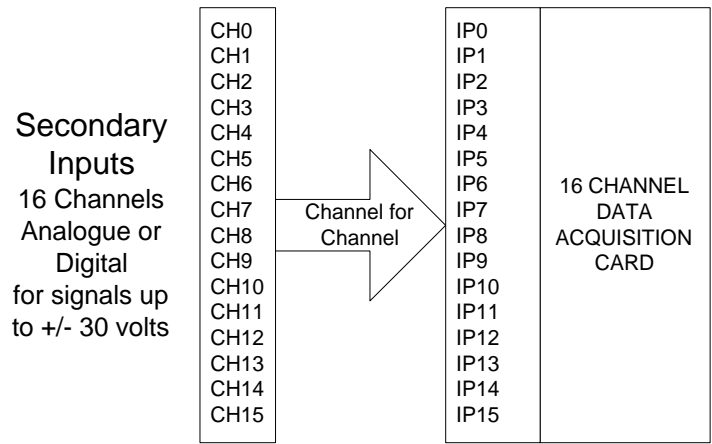 Secondary
Inputs
16 Channels
Analogue or
Digital
for signals up
to +/- 30 volts
CH0
CH1
CH2
CH3
CH4
CH5
CH6
CH7
CH8
CH9
CH10
CH11
CH12
CH13
CH14
CH15
Channel for
Channel
IP0
IP1
IP2
IP3
IP4
IP5
IP6
IP7
IP8
IP9
IP10
IP11
IP12
IP13
IP14
IP15
16 CHANNEL
DATA
ACQUISITION
CARD